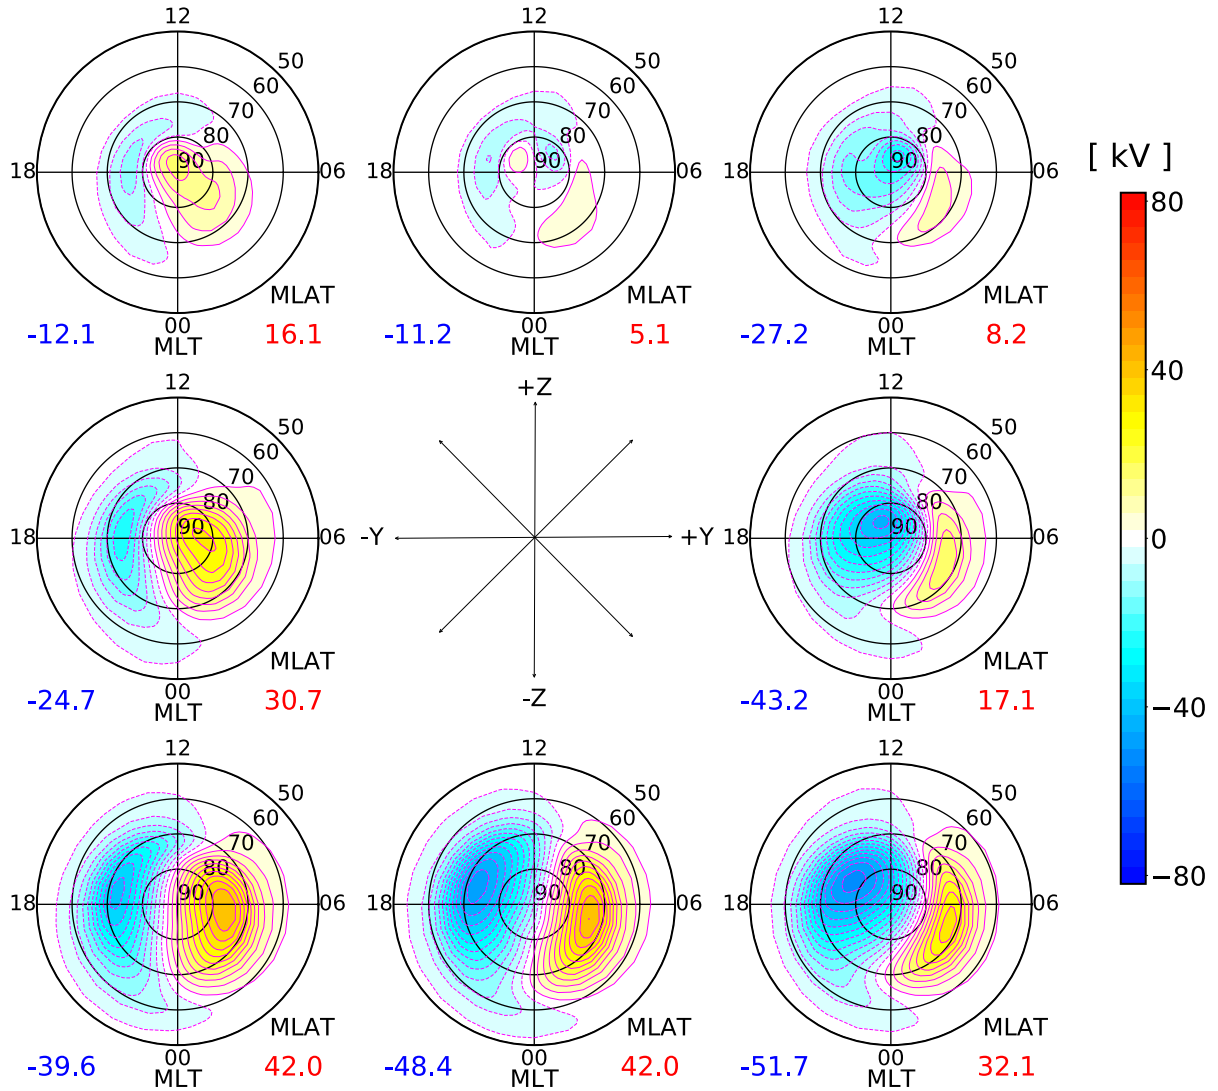 12 12 12
50 50 50
60 60 60
70 70 70
80 80 80
90 90 90
18 06 18 06 18 06
[ kV ]
80
40
0
−40
−80
MLAT MLAT MLAT
00 00 00
-12.1 MLT 16.1 -11.2 MLT 5.1 -27.2 MLT 8.2
12 +Z 12
50 50
60 60
70 70
80 80
90 90
18 06 -Y +Y 18 06
MLAT MLAT
00 -Z 00
-24.7 MLT 30.7 -43.2 MLT 17.1
12 12 12
50 50 50
60 60 60
70 70 70
80 80 80
90 90 90
18 06 18 06 18 06
MLAT MLAT MLAT
00 00 00
-39.6 MLT 42.0 -48.4 MLT 42.0 -51.7 MLT 32.1